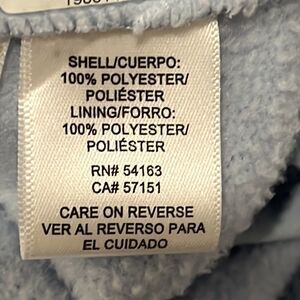 SHELL/CUERPO:
100% POLYESTER/
POLIÉSTER
LINING/FORRO:
100% POLYESTER/
POLIÉSTER
RN# 54163
CA# 57151
CARE ON REVERSE
VER AL REVERSO PARA
EL CUIDADO